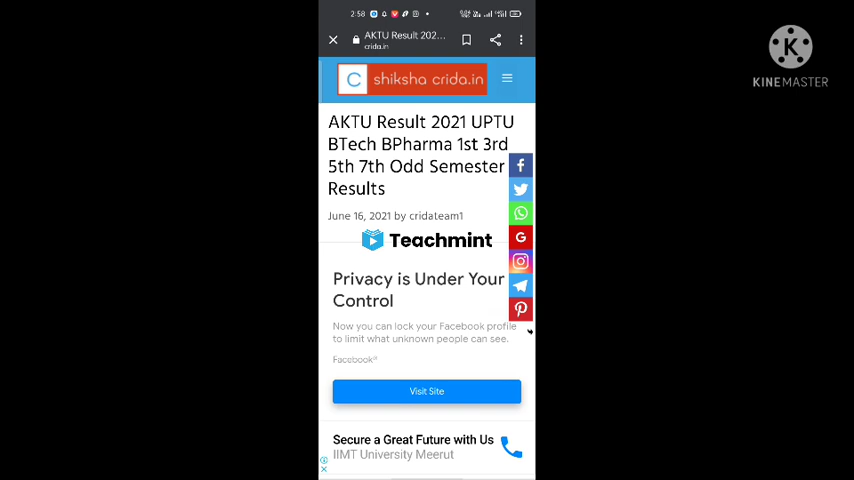 2:58
AKTU Result 202...
crida.in
C shiksha crida.in
AKTU Result 2021 UPTU
BTech BPharma 1st 3rd
5th 7th Odd Semester
Results
June 16, 2021 by cridateam1
Teachmint
Privacy is Under Your
Control
Now you can lock your Facebook profile
to limit what unknown people can see.
Facebook
Visit Site
Secure a Great Future with Us
IIMT University Meerut
K
KINEMASTER